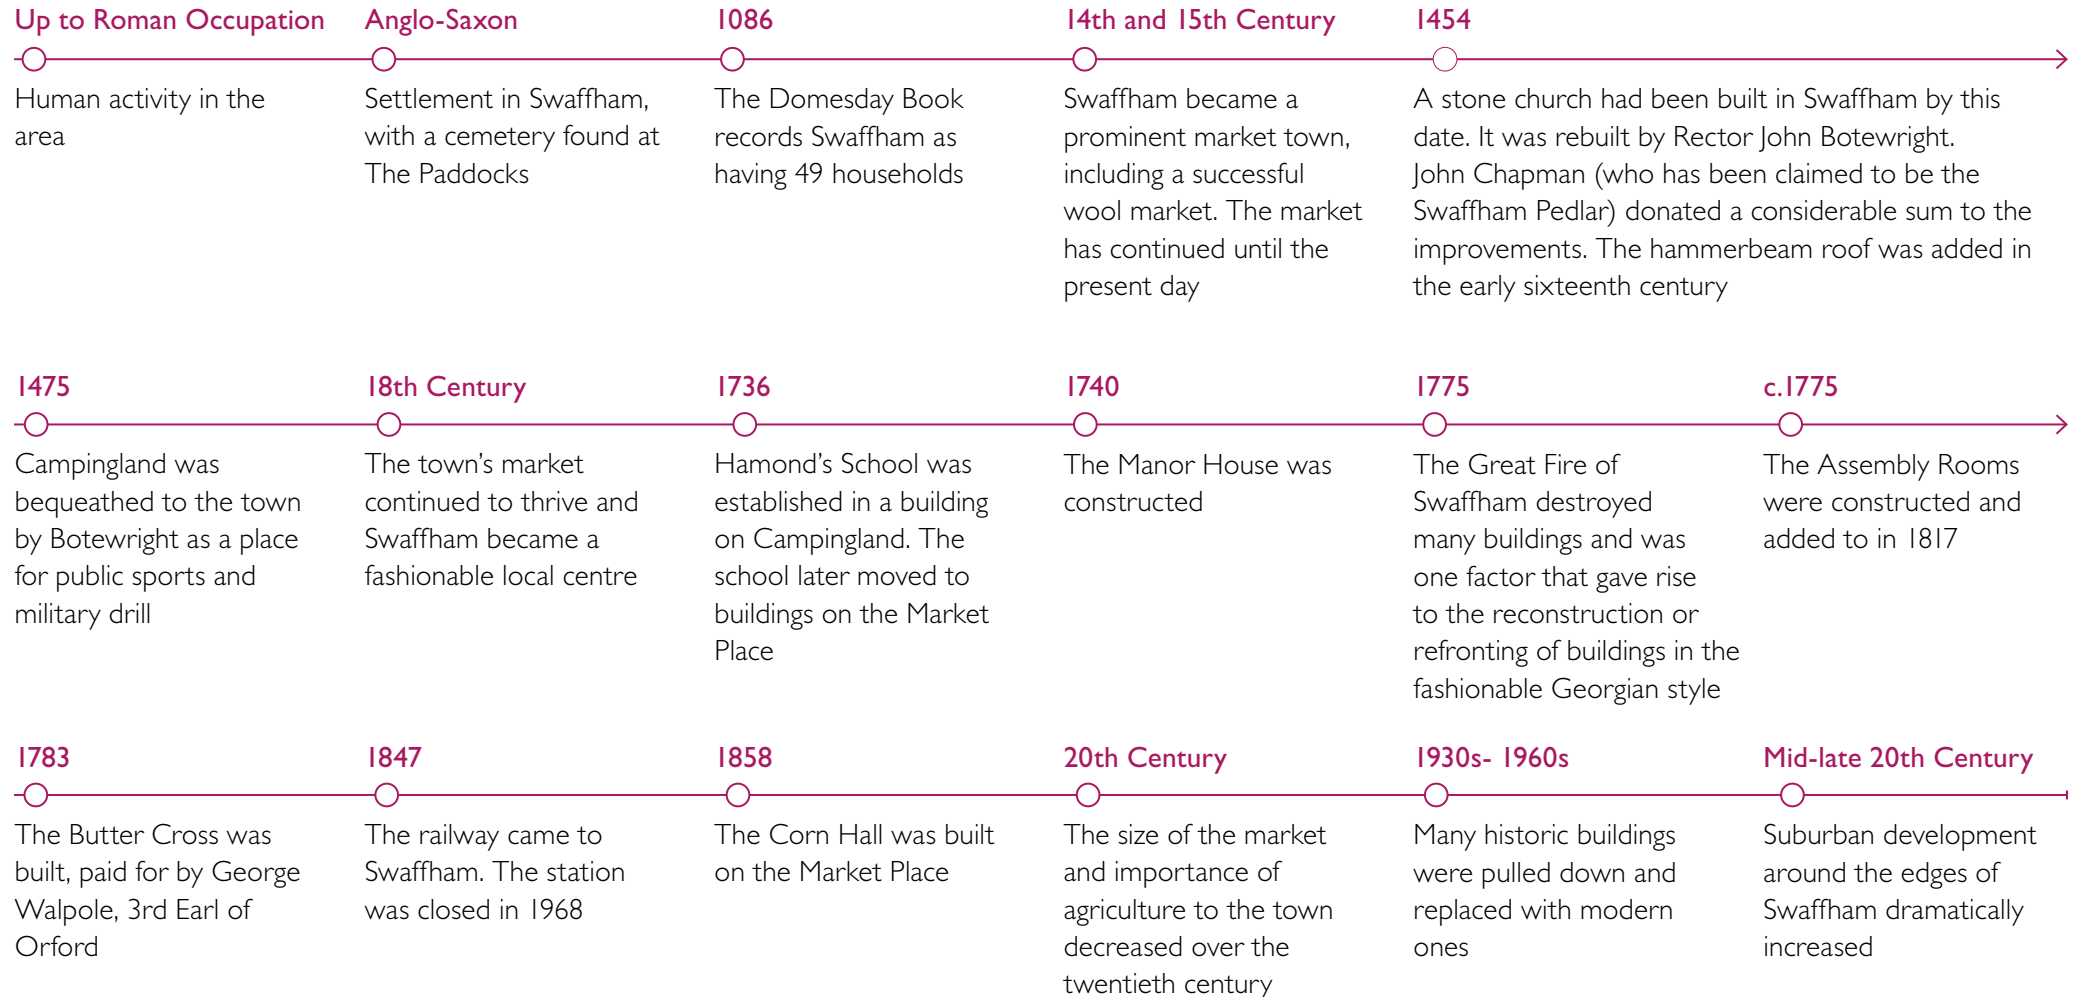 Up to Roman Occupation
Human activity in the
area
Anglo-Saxon
Settlement in Swaffham,
with a cemetery found at
The Paddocks
1086
The Domesday Book
records Swaffham as
having 49 households
14th and 15th Century
Swaffham became a
prominent market town,
including a successful
wool market. The market
has continued until the
present day
1454
A stone church had been built in Swaffham by this
date. It was rebuilt by Rector John Botewright.
John Chapman (who has been claimed to be the
Swaffham Pedlar) donated a considerable sum to the
improvements. The hammerbeam roof was added in
the early sixteenth century
1475
Campingland was
bequeathed to the town
by Botewright as a place
for public sports and
military drill
18th Century
The town's market
continued to thrive and
Swaffham became a
fashionable local centre
1736
Hamond's School was
established in a building
on Campingland. The
school later moved to
buildings on the Market
Place
1740
The Manor House was
constructed
1775
The Great Fire of
Swaffham destroyed
many buildings and was
one factor that gave rise
to the reconstruction or
refronting of buildings in the
fashionable Georgian style
c.1775
The Assembly Rooms
were constructed and
added to in 1817
1783
The Butter Cross was
built, paid for by George
Walpole, 3rd Earl of
Orford
1847
The railway came to
Swaffham. The station
was closed in 1968
1858
The Corn Hall was built
on the Market Place
20th Century
The size of the market
and importance of
agriculture to the town
decreased over the
twentieth century
1930s- 1960s
Many historic buildings
were pulled down and
replaced with modern
ones
Mid-late 20th Century
Suburban development
around the edges of
Swaffham dramatically
increased